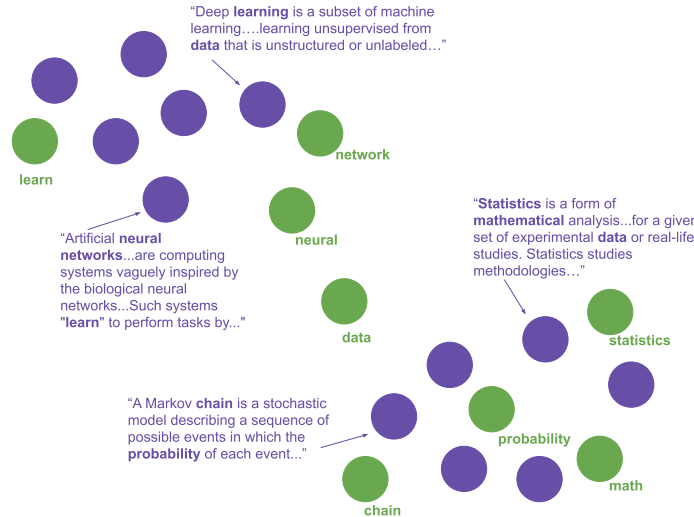 “Deep learning is a subset of machine
learning….learning unsupervised from
data that is unstructured or unlabeled…”
network
learn
neural
“Artificial neural
networks...are computing
systems vaguely inspired by
the biological neural
networks...Such systems
"learn" to perform tasks by..."
“Statistics is a form of
mathematical analysis...for a given
set of experimental data or real-life
studies. Statistics studies
methodologies…”
data
statistics
“A Markov chain is a stochastic
model describing a sequence of
possible events in which the
probability of each event...”
probability
math
chain